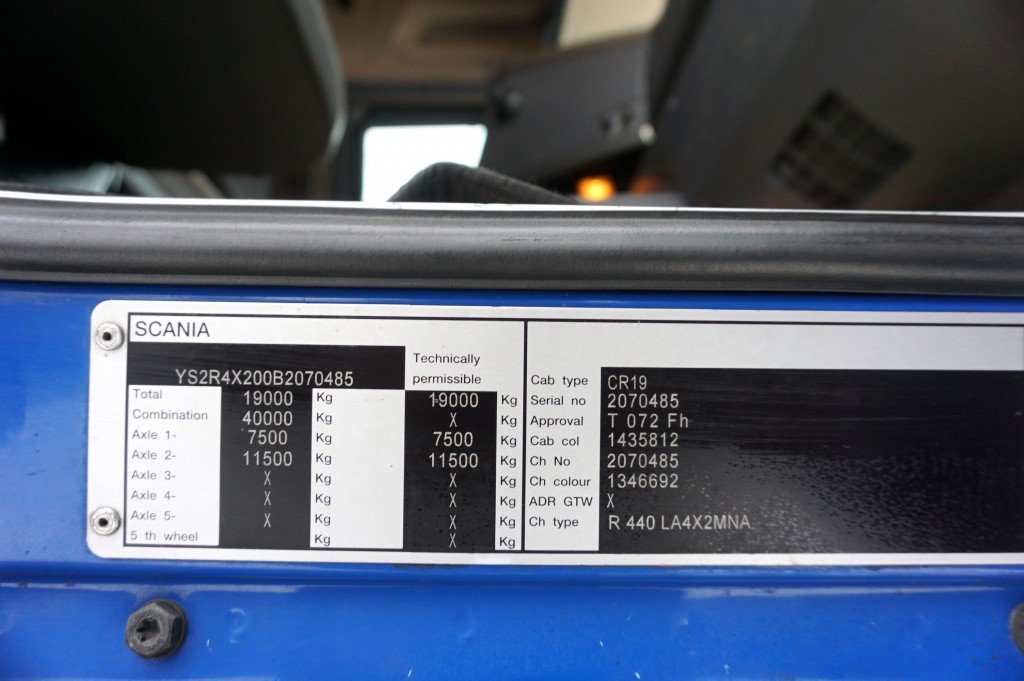 SCANIA
YS2R4X200B2070485
Technically
permissible
Total 19000 Kg 19000 Kg
Combination 40000 Kg X Kg
Axle 1- 7500 Kg 7500 Kg
Axle 2- 11500 Kg 11500 Kg
Axle 3- X Kg X Kg
Axle 4- X Kg X Kg
Axle 5- X Kg X Kg
5 th wheel Kg X Kg
Cab type CR19
Serial no 2070485
Approval T 072 Fh
Cab col 1435812
Ch No 2070485
Ch colour 1346692
ADR GTW X
Ch type R 440 LA4X2MNA